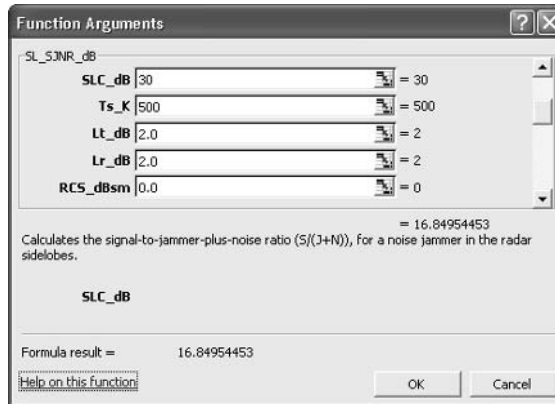 Function Arguments
SL_SJNR_dB
SLC_dB 30 = 30
Ts_K 500 = 500
Lt_dB 2.0 = 2
Lr_dB 2.0 = 2
RCS_dBsm 0.0 = 0
= 16.84954453
Calculates the signal-to-jammer-plus-noise ratio (S/(J+N)), for a noise jammer in the radar
sidelobes.
SLC_dB
Formula result = 16.84954453
Help on this function OK Cancel